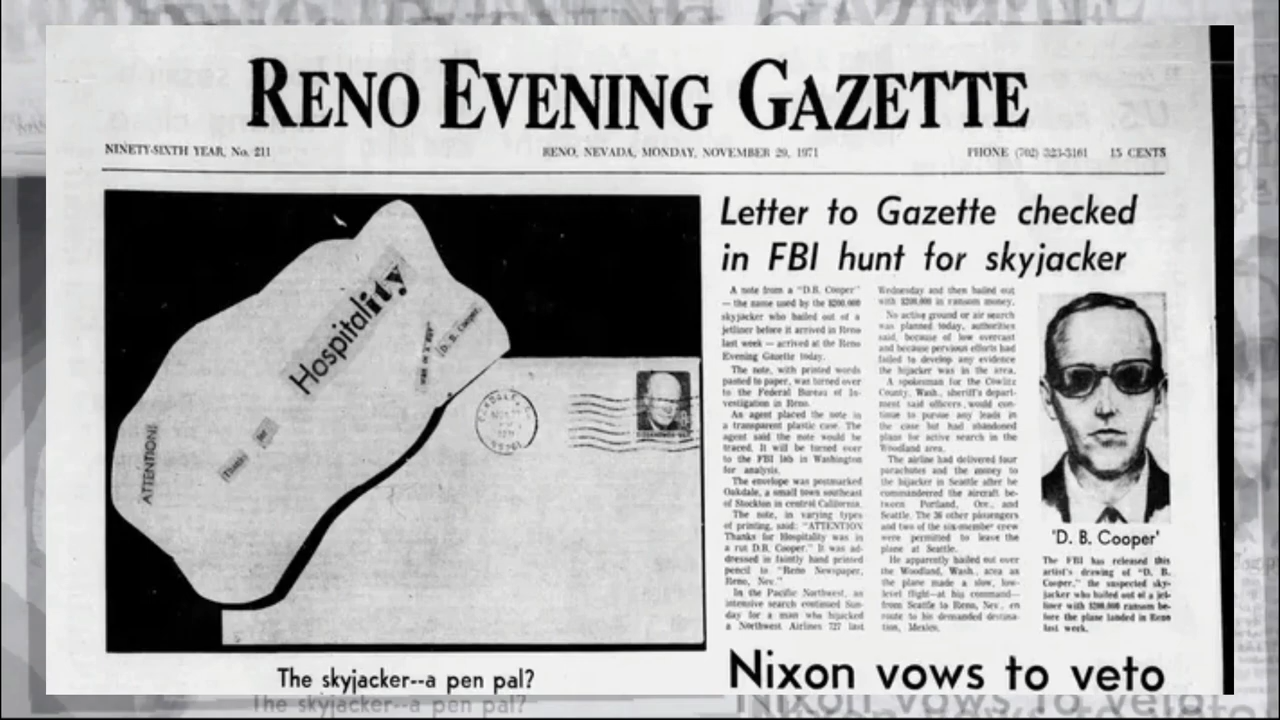 RENO EVENING GAZETTE
NINETY-SIXTH YEAR, No. 211
RENO, NEVADA, MONDAY, NOVEMBER 29, 1971
PHONE (702) 323-3161 15 CENTS
ATTENTION!
Thanks
for
Hospitality
was in a rut
D. B. Cooper
Letter to Gazette checked
in FBI hunt for skyjacker
A note from a "D.B. Cooper"
— the name used by the $200,000
skyjacker who bailed out of a
jetliner before it arrived in Reno
last week — arrived at the Reno
Evening Gazette today.
The note, with printed words
pasted to paper, was turned over
to the Federal Bureau of In-
vestigation in Reno.
An agent placed the note in
a transparent plastic case. The
agent said the note would be
traced. It will be turned over
to the FBI lab in Washington
for analysis.
The envelope was postmarked
Oakdale, a small town southeast
of Stockton in central California.
The note, in varying types
of printing, said: "ATTENTION
Thanks for Hospitality was in
a rut D.B. Cooper." It was ad-
dressed in faintly hand printed
pencil to "Reno Newspaper,
Reno, Nev."
In the Pacific Northwest, an
intensive search continued Sun-
day for a man who hijacked
a Northwest Airlines 727 last
Wednesday and then bailed out
with $200,000 in ransom money.
No active ground or air search
was planned today, authorities
said, because of low overcast
and because pervious efforts had
failed to develop any evidence
the hijacker was in the area.
A spokesman for the Cowlitz
County, Wash., sheriff's depart-
ment said officers would con-
tinue to pursue any leads in
the case but had abandoned
plans for active search in the
Woodland area.
The airline had delivered four
parachutes and the money to
the hijacker in Seattle after he
commandeered the aircraft be-
tween Portland, Ore., and
Seattle. The 36 other passengers
and two of the six-member crew
were permitted to leave the
plane at Seattle.
He apparently bailed out over
the Woodland, Wash., area as
the plane made a slow, low-
level flight—at his command—
from Seattle to Reno, Nev., en
route to his demanded destina-
tion, Mexico.
'D. B. Cooper'
The FBI has released this
artist's drawing of "D. B.
Cooper," the suspected sky-
jacker who bailed out of a jet-
liner with $200,000 ransom be-
fore the plane landed in Reno
last week.
The skyjacker--a pen pal?
Nixon vows to veto
The skyjacker--a pen pal?
Nixon vows to veto